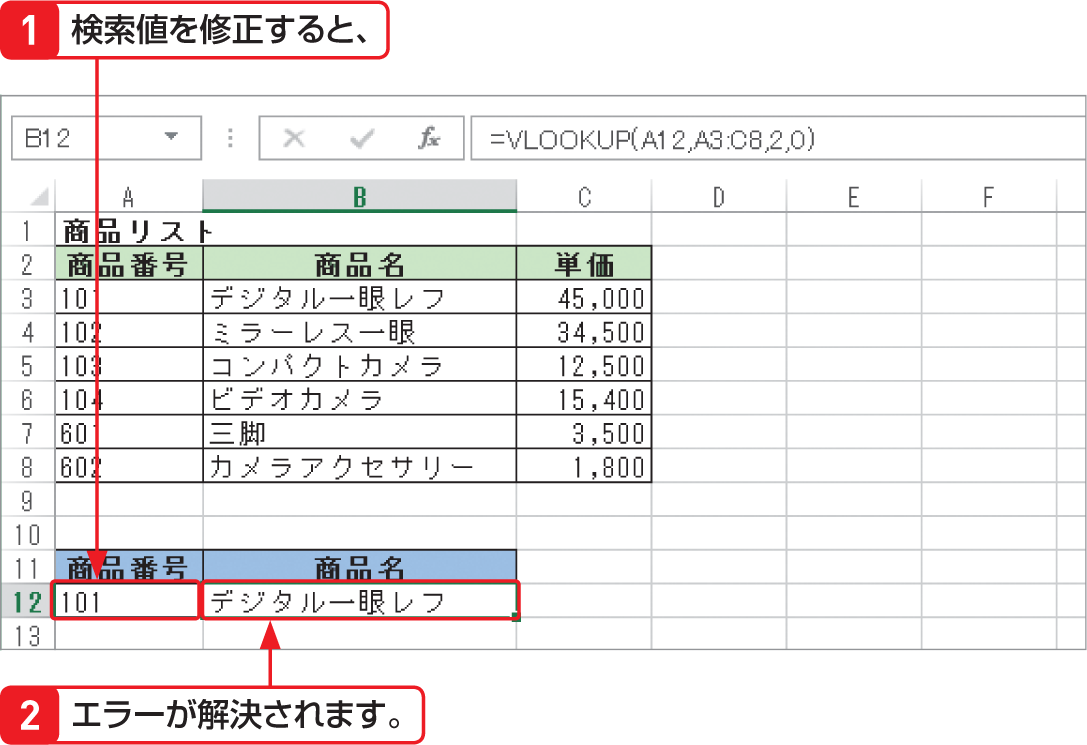 1 検索値を修正すると、
B12 fx =VLOOKUP(A12,A3:C8,2,0)
A B C D E F
1 商品リスト
2 商品番号 商品名 単価
3 101 デジタル一眼レフ 45,000
4 102 ミラーレス一眼 34,500
5 103 コンパクトカメラ 12,500
6 104 ビデオカメラ 15,400
7 601 三脚 3,500
8 602 カメラアクセサリー 1,800
9
10
11 商品番号 商品名
12 101 デジタル一眼レフ
13
2 エラーが解決されます。